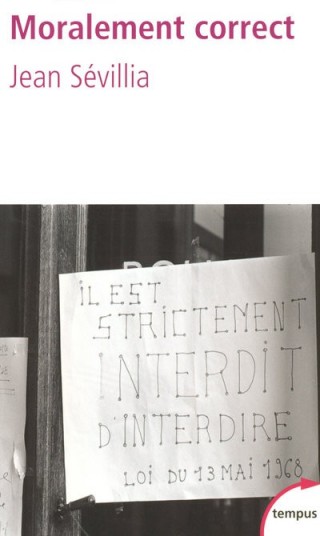 Moralement correct
Jean Sévillia
iL EST
STRICTEMENT
INTERDIT
D'INTERDIRE
LOI DU 13 MAI 1968
tempus